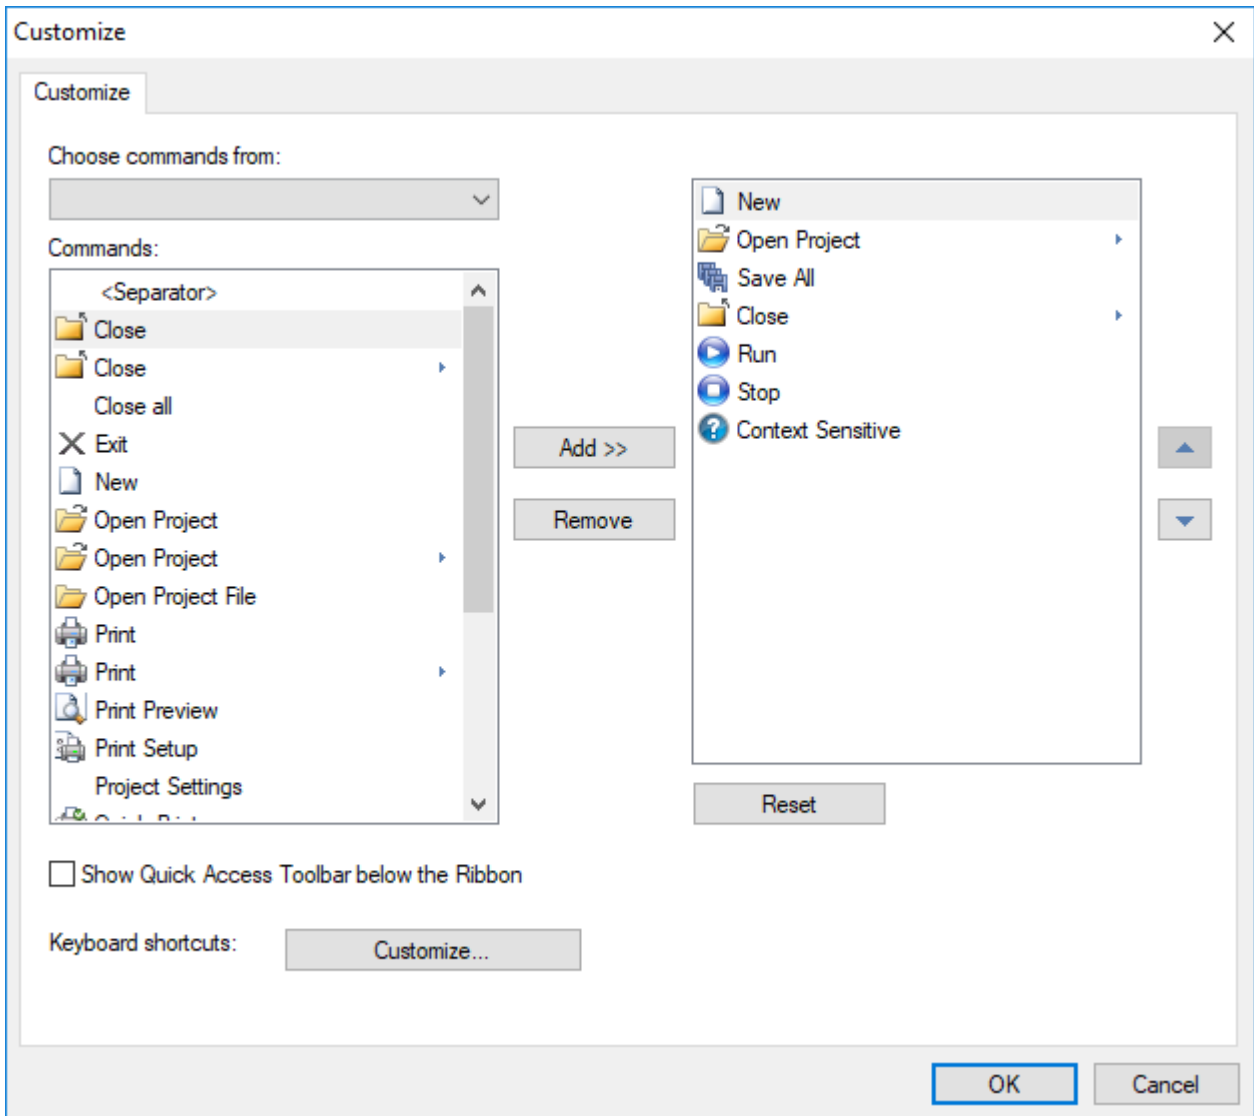 Customize
Customize
Choose commands from:
Commands:
<Separator>
Close
Close
Close all
Exit
New
Open Project
Open Project
Open Project File
Print
Print
Print Preview
Print Setup
Project Settings
Add >>
Remove
New
Open Project
Save All
Close
Run
Stop
Context Sensitive
Reset
Show Quick Access Toolbar below the Ribbon
Keyboard shortcuts:
Customize...
OK
Cancel